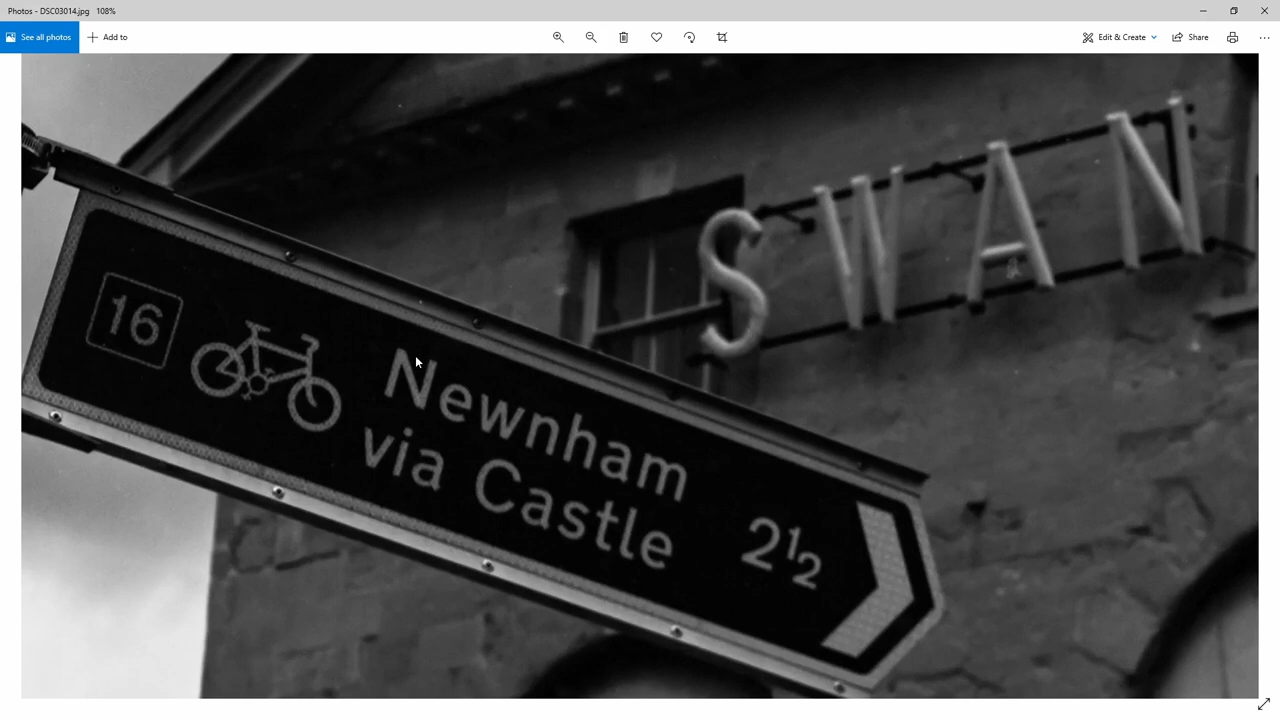 Photos - DSC03014.jpg 108%
See all photos
Add to
Edit & Create
Share
SWAN
16
Newnham
via Castle
2½